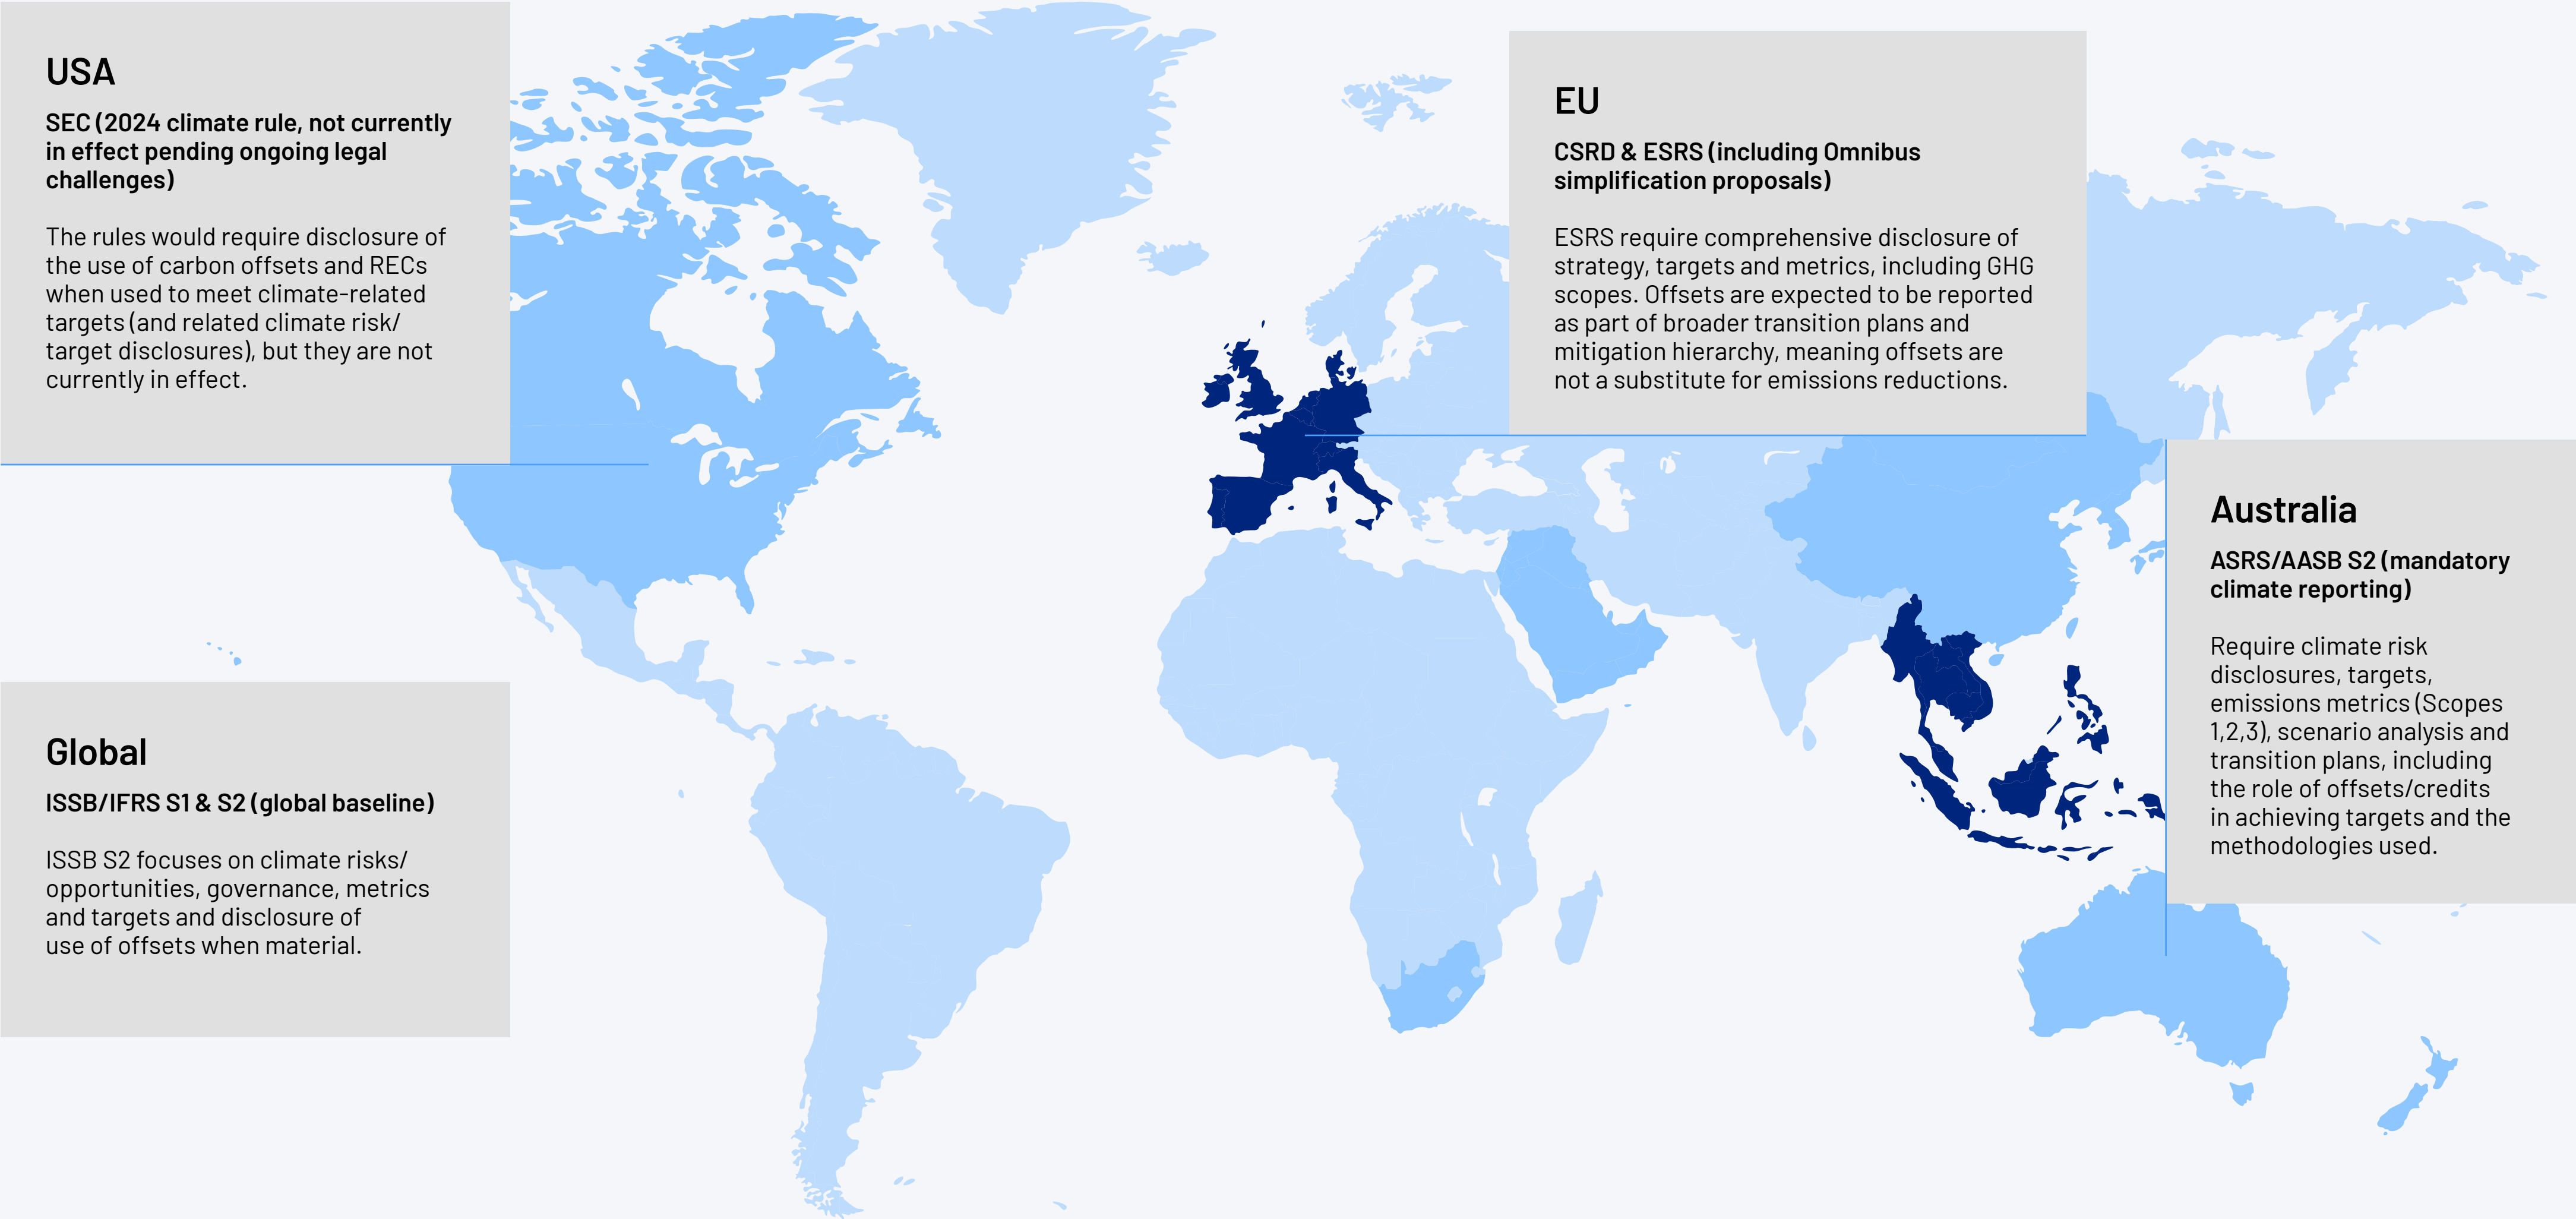 USA
SEC (2024 climate rule, not currently
in effect pending ongoing legal
challenges)
The rules would require disclosure of
the use of carbon offsets and RECs
when used to meet climate-related
targets (and related climate risk/
target disclosures), but they are not
currently in effect.
EU
CSRD & ESRS (including Omnibus
simplification proposals)
ESRS require comprehensive disclosure of
strategy, targets and metrics, including GHG
scopes. Offsets are expected to be reported
as part of broader transition plans and
mitigation hierarchy, meaning offsets are
not a substitute for emissions reductions.
Australia
ASRS/AASB S2 (mandatory
climate reporting)
Require climate risk
disclosures, targets,
emissions metrics (Scopes
1,2,3), scenario analysis and
transition plans, including
the role of offsets/credits
in achieving targets and the
methodologies used.
Global
ISSB/IFRS S1 & S2 (global baseline)
ISSB S2 focuses on climate risks/
opportunities, governance, metrics
and targets and disclosure of
use of offsets when material.